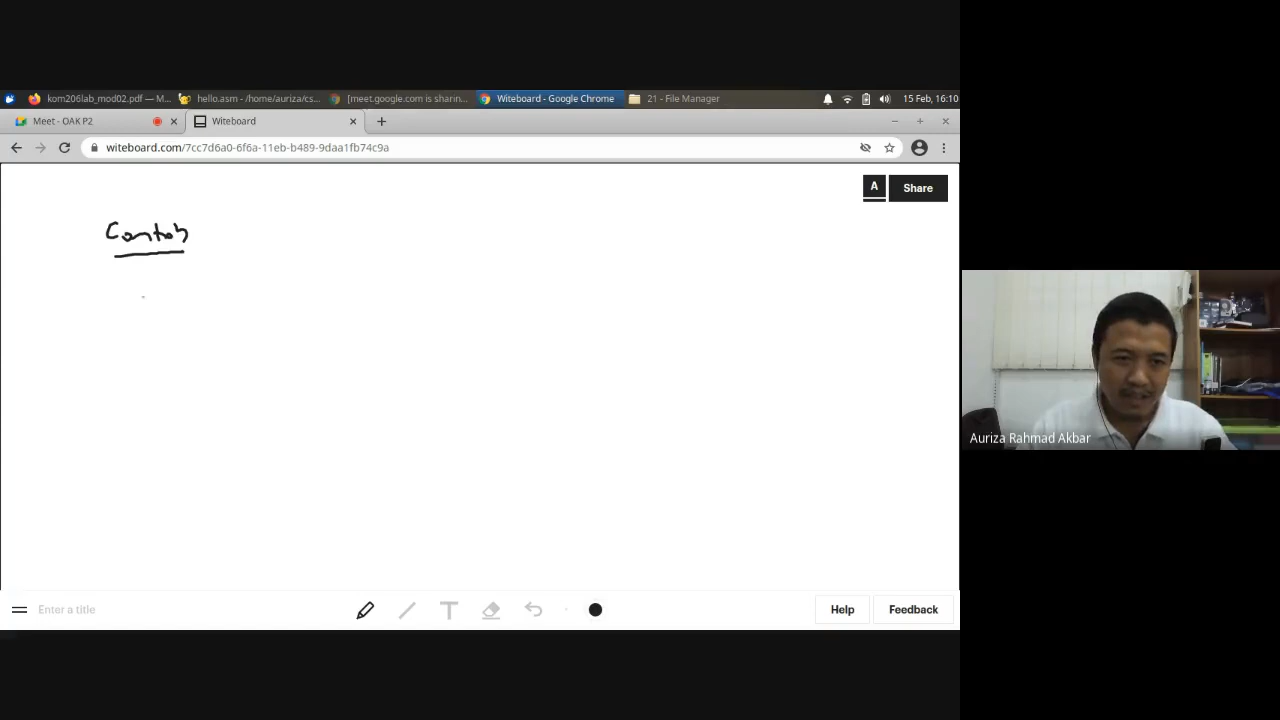 kom206lab_mod02.pdf — M... hello.asm - /home/auriza/cs... [meet.google.com is sharin... Witeboard - Google Chrome 21 - File Manager 15 Feb, 16:10
Meet - OAK P2 Witeboard
witeboard.com/7cc7d6a0-6f6a-11eb-b489-9daa1fb74c9a
A Share
Contoh
Auriza Rahmad Akbar
Enter a title T Help Feedback